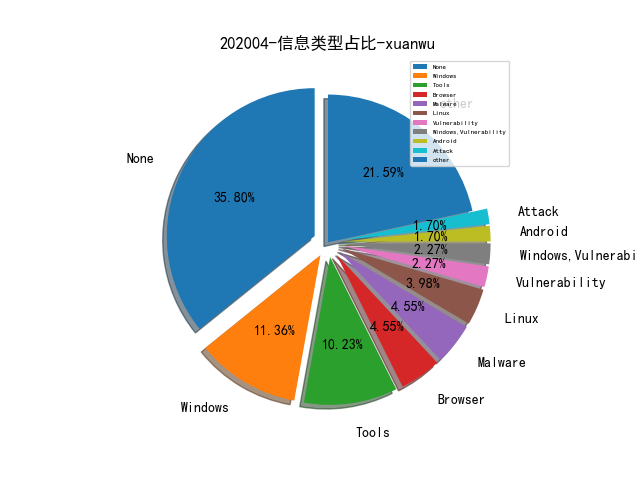 202004-信息类型占比-xuanwu
None
Windows
Tools
Browser
Malware
Linux
Vulnerability
Windows,Vulnerability
Android
Attack
other
other
21.59%
None
35.80%
Attack
1.70%
Android
1.70%
Windows,Vulnerabi
2.27%
Vulnerability
2.27%
3.98%
Linux
4.55%
4.55%
11.36%
10.23%
Malware
Browser
Windows
Tools